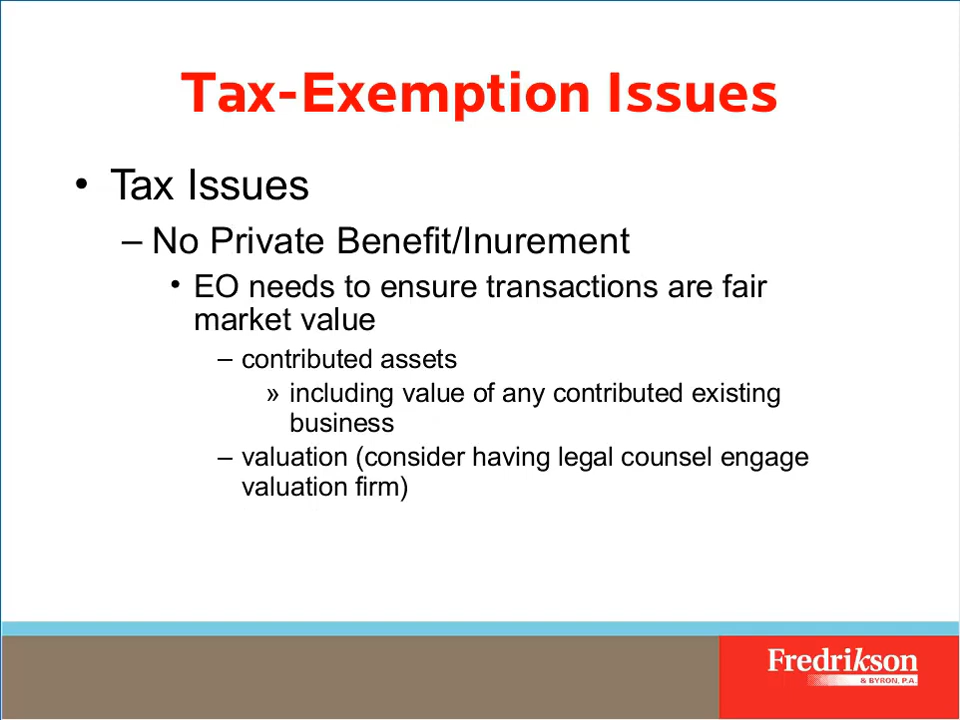 Tax-Exemption Issues
• Tax Issues
– No Private Benefit/Inurement
• EO needs to ensure transactions are fair
market value
– contributed assets
» including value of any contributed existing
business
– valuation (consider having legal counsel engage
valuation firm)
Fredrikson
& BYRON, P.A.